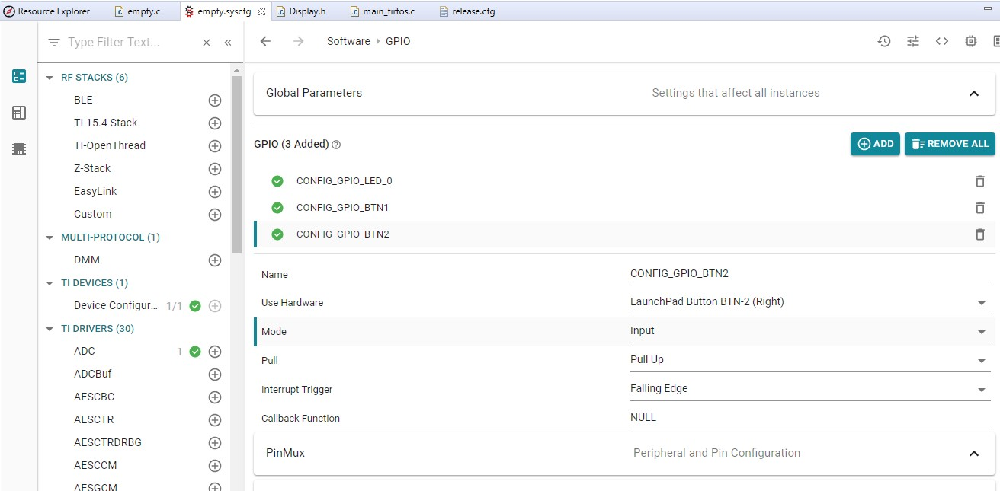 Resource Explorer empty.c empty.syscfg Display.h main_tirtos.c release.cfg
Type Filter Text...
Software GPIO
RF STACKS (6)
BLE
TI 15.4 Stack
TI-OpenThread
Z-Stack
EasyLink
Custom
MULTI-PROTOCOL (1)
DMM
TI DEVICES (1)
Device Configur... 1/1
TI DRIVERS (30)
ADC 1
ADCBuf
AESCBC
AESCTR
AESCTRDRBG
AESCCM
AESGCM
Global Parameters Settings that affect all instances
GPIO (3 Added) ADD REMOVE ALL
CONFIG_GPIO_LED_0
CONFIG_GPIO_BTN1
CONFIG_GPIO_BTN2
Name CONFIG_GPIO_BTN2
Use Hardware LaunchPad Button BTN-2 (Right)
Mode Input
Pull Pull Up
Interrupt Trigger Falling Edge
Callback Function NULL
PinMux Peripheral and Pin Configuration